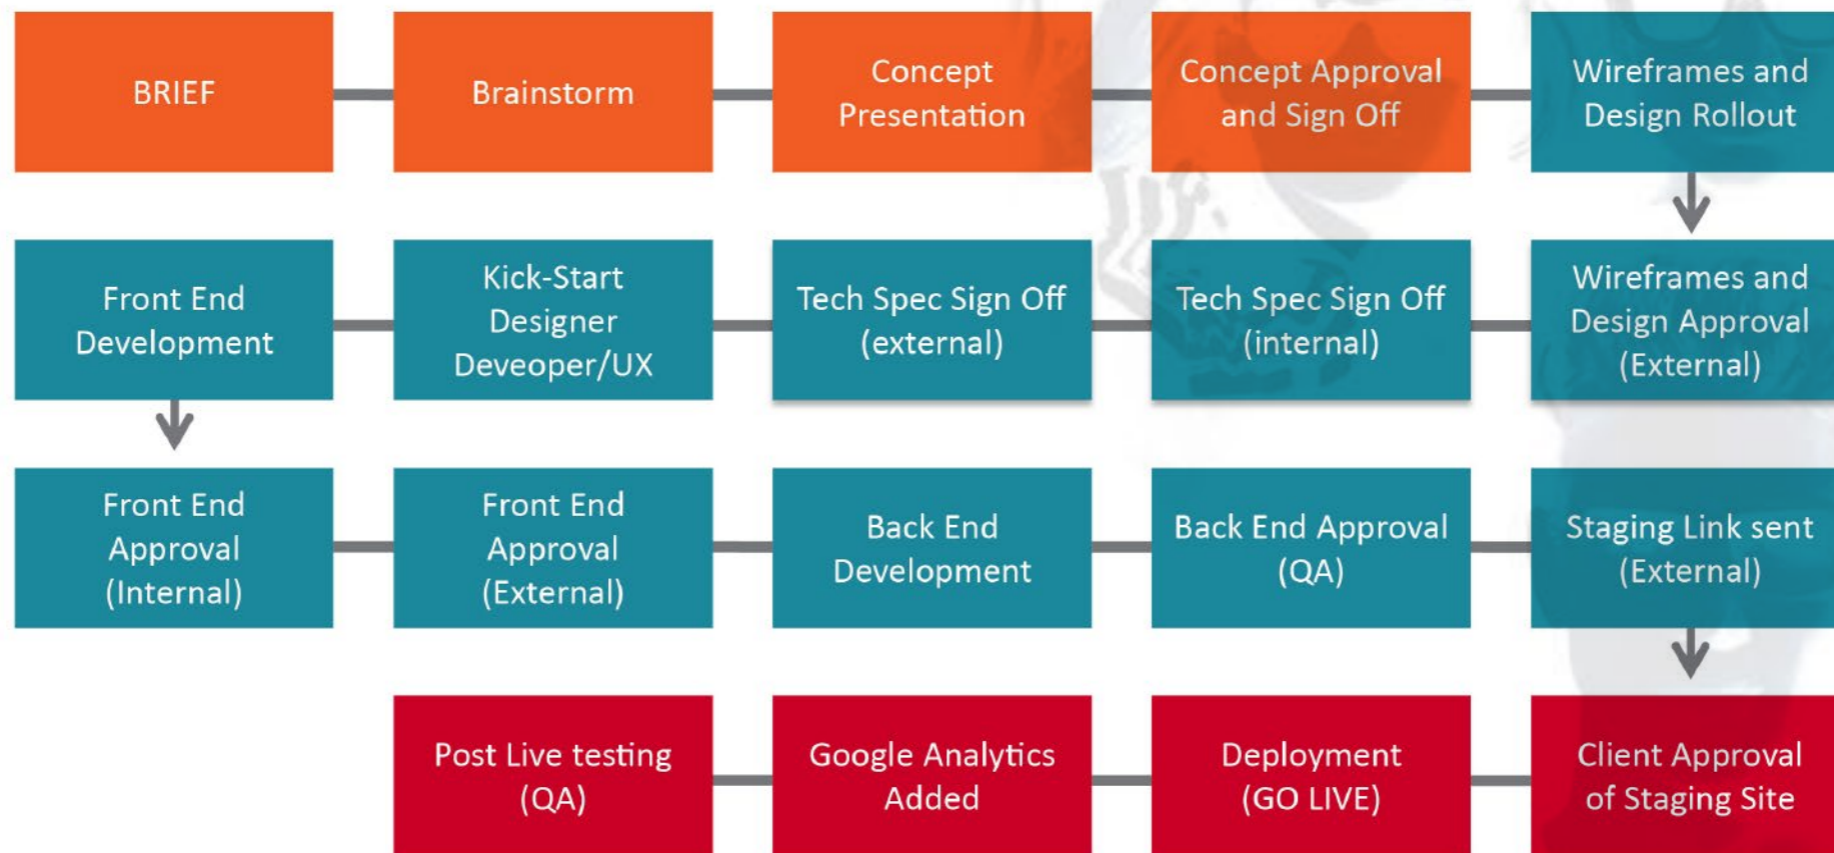 BRIEF
Brainstorm
Concept
Presentation
Concept Approval
and Sign Off
Wireframes and
Design Rollout
Front End
Development
Kick-Start
Designer
Deveoper/UX
Tech Spec Sign Off
(external)
Tech Spec Sign Off
(internal)
Wireframes and
Design Approval
(External)
Front End
Approval
(Internal)
Front End
Approval
(External)
Back End
Development
Back End Approval
(QA)
Staging Link sent
(External)
Post Live testing
(QA)
Google Analytics
Added
Deployment
(GO LIVE)
Client Approval
of Staging Site